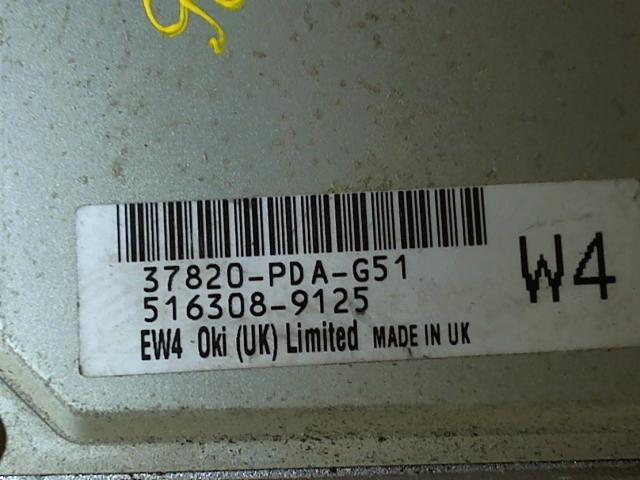 37820-PDA-G51
516308-9125
EW4 Oki (UK) Limited MADE IN UK
W4